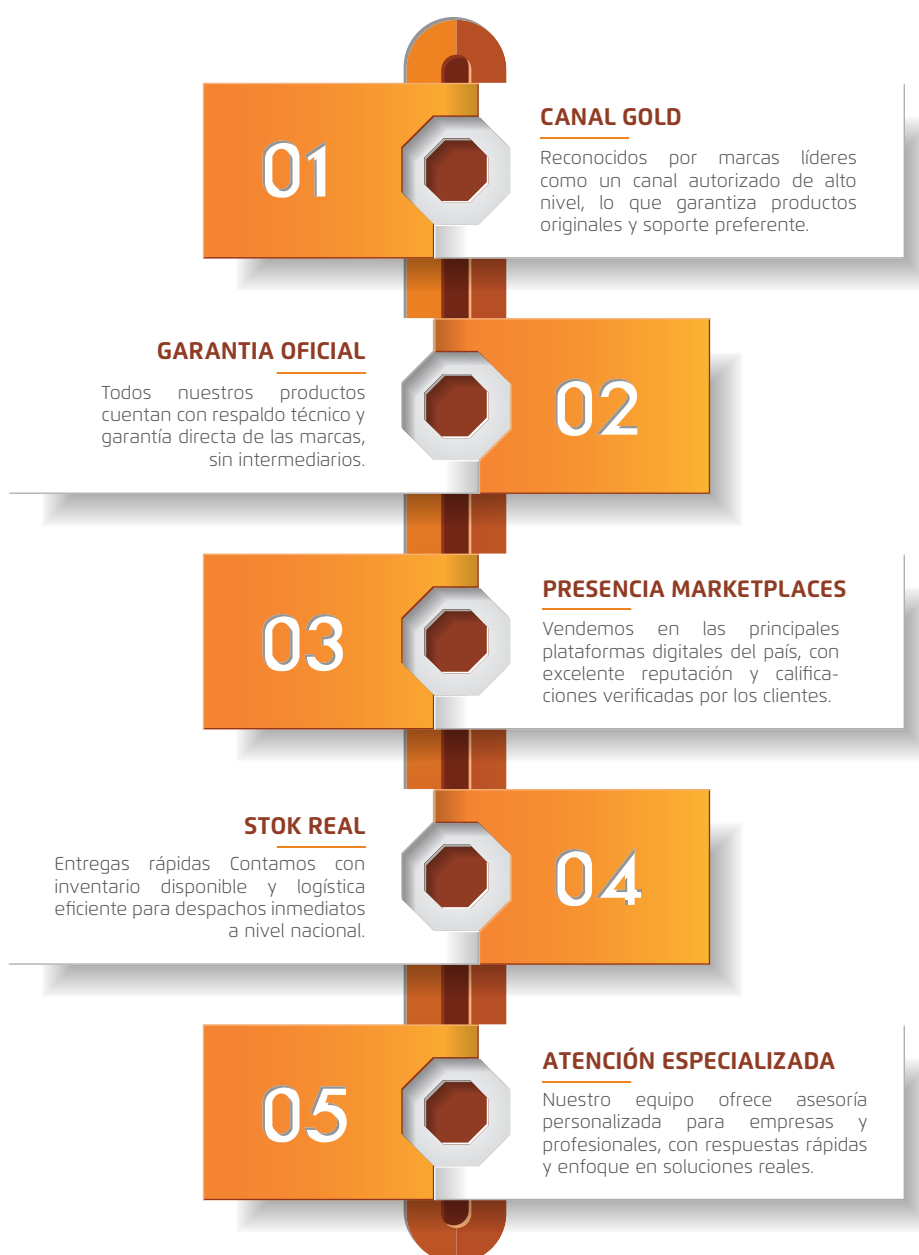 01
CANAL GOLD
Reconocidos por marcas líderes
como un canal autorizado de alto
nivel, lo que garantiza productos
originales y soporte preferente.
GARANTIA OFICIAL
Todos nuestros productos
cuentan con respaldo técnico y
garantía directa de las marcas,
sin intermediarios.
02
03
PRESENCIA MARKETPLACES
Vendemos en las principales
plataformas digitales del país, con
excelente reputación y califica-
ciones verificadas por los clientes.
STOK REAL
Entregas rápidas Contamos con
inventario disponible y logística
eficiente para despachos inmediatos
a nivel nacional.
04
05
ATENCIÓN ESPECIALIZADA
Nuestro equipo ofrece asesoría
personalizada para empresas y
profesionales, con respuestas rápidas
y enfoque en soluciones reales.